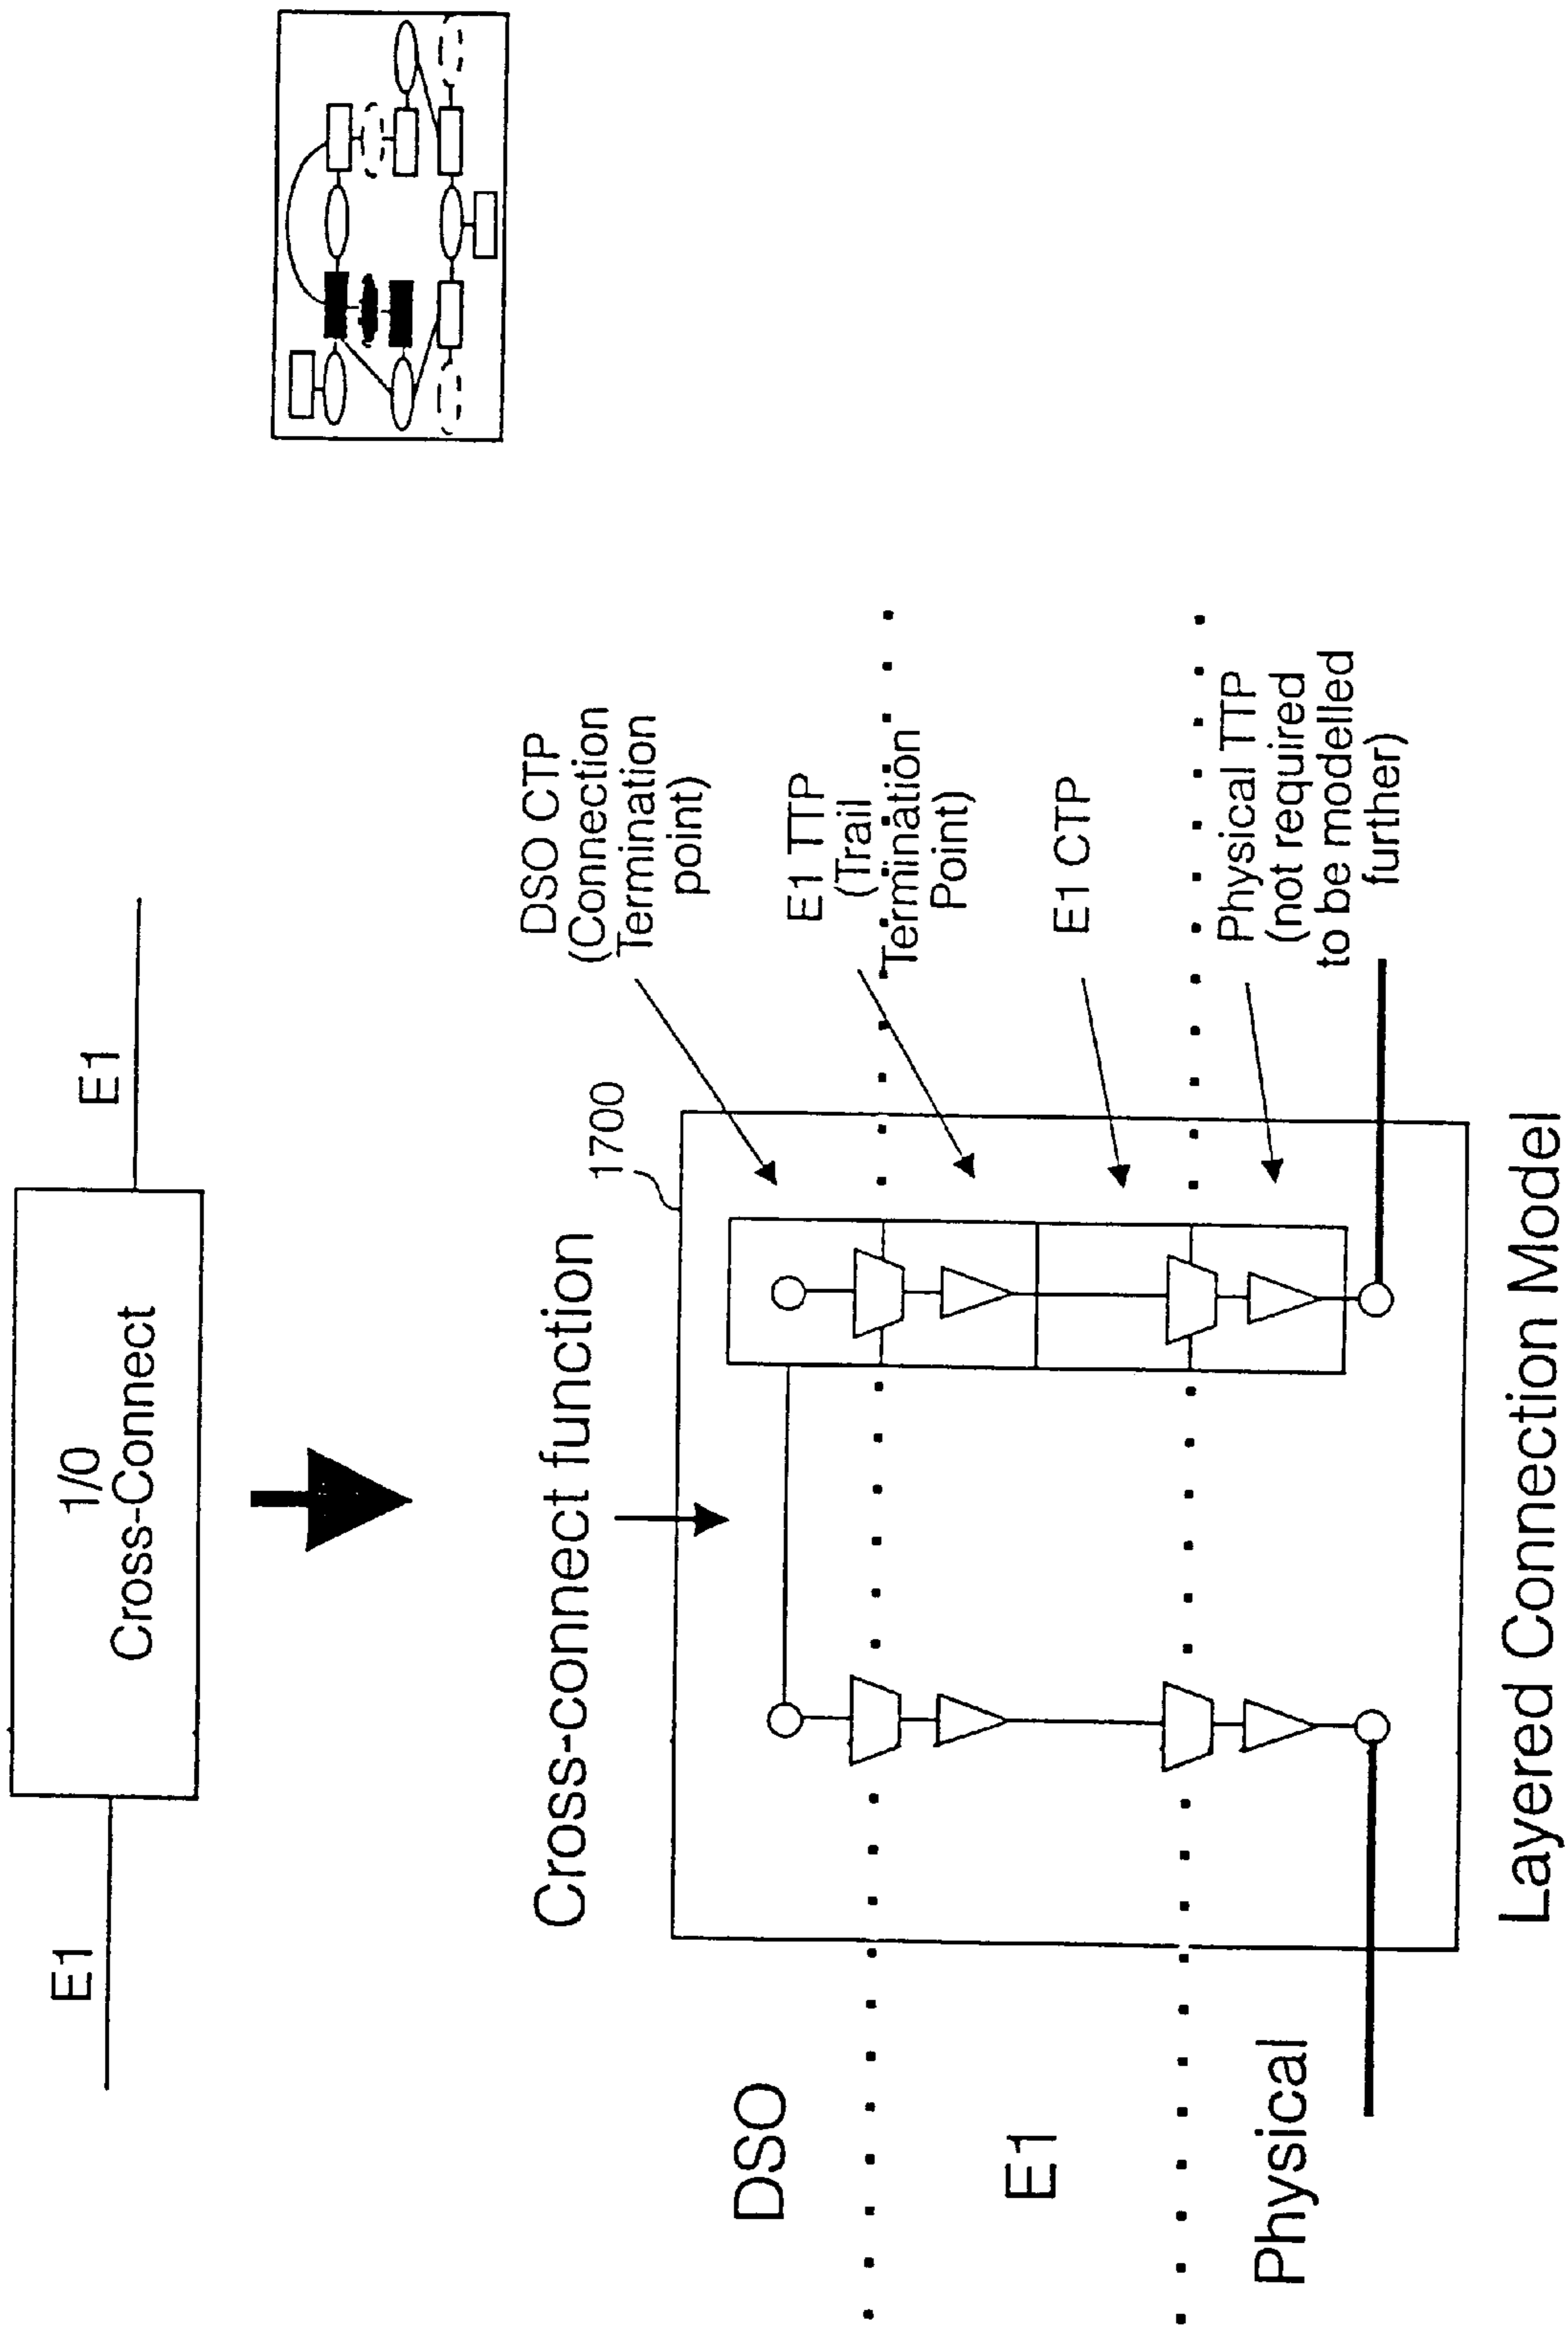 E1
1/0
Cross-Connect
E1
Cross-connect function
1700
DSO CTP
(Connection
Termination
point)
E1 TTP
(Trail
Termination
Point)
E1 CTP
Physical TTP
(not required
to be modelled
further)
DSO
E1
Physical
Layered Connection Model